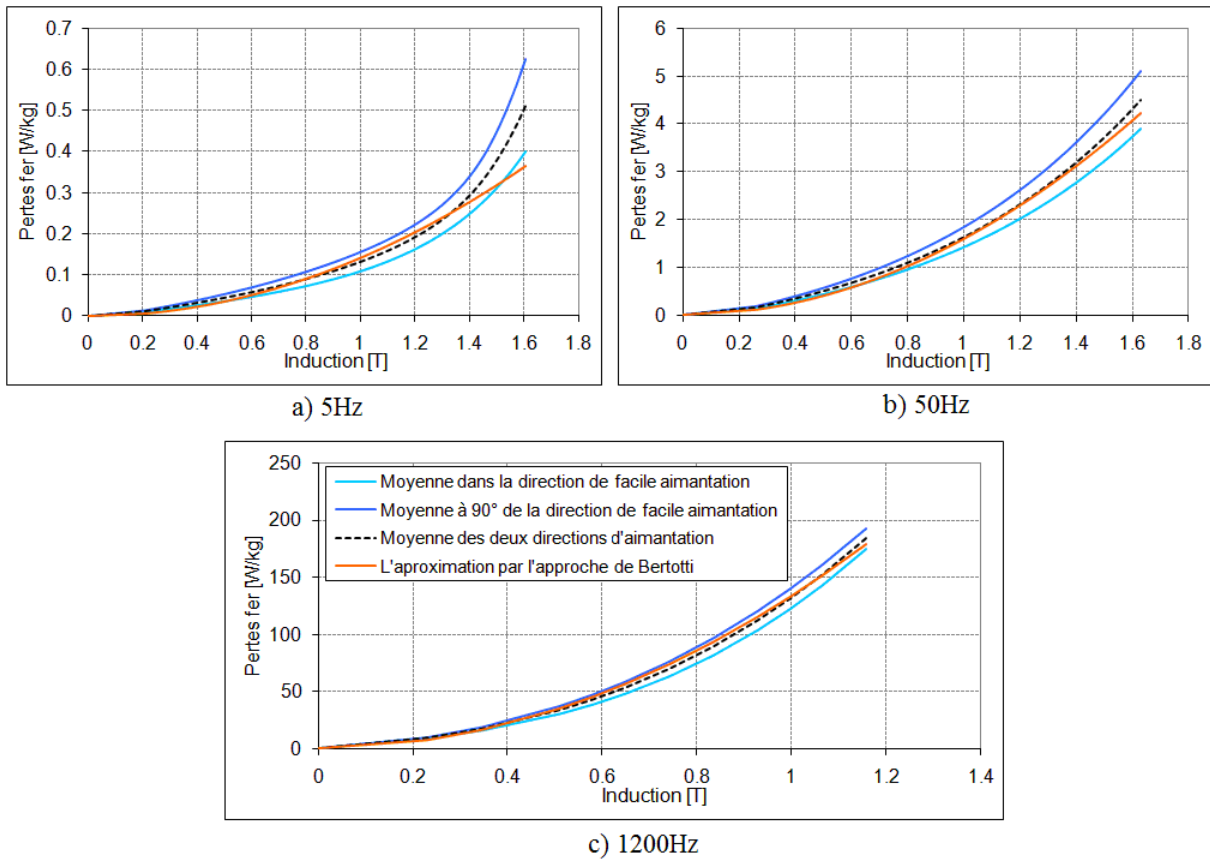 0.7
0.6
0.5
0.4
0.3
0.2
0.1
0
Pertes fer [W/kg]
0 0.2 0.4 0.6 0.8 1 1.2 1.4 1.6 1.8
Induction [T]
a) 5Hz
6
5
4
3
2
1
0
Pertes fer [W/kg]
0 0.2 0.4 0.6 0.8 1 1.2 1.4 1.6 1.8
Induction [T]
b) 50Hz
250
200
150
100
50
0
Pertes fer [W/kg]
Moyenne dans la direction de facile aimantation
Moyenne à 90° de la direction de facile aimantation
Moyenne des deux directions d'aimantation
L'aproximation par l'approche de Bertotti
0 0.2 0.4 0.6 0.8 1 1.2 1.4
Induction [T]
c) 1200Hz